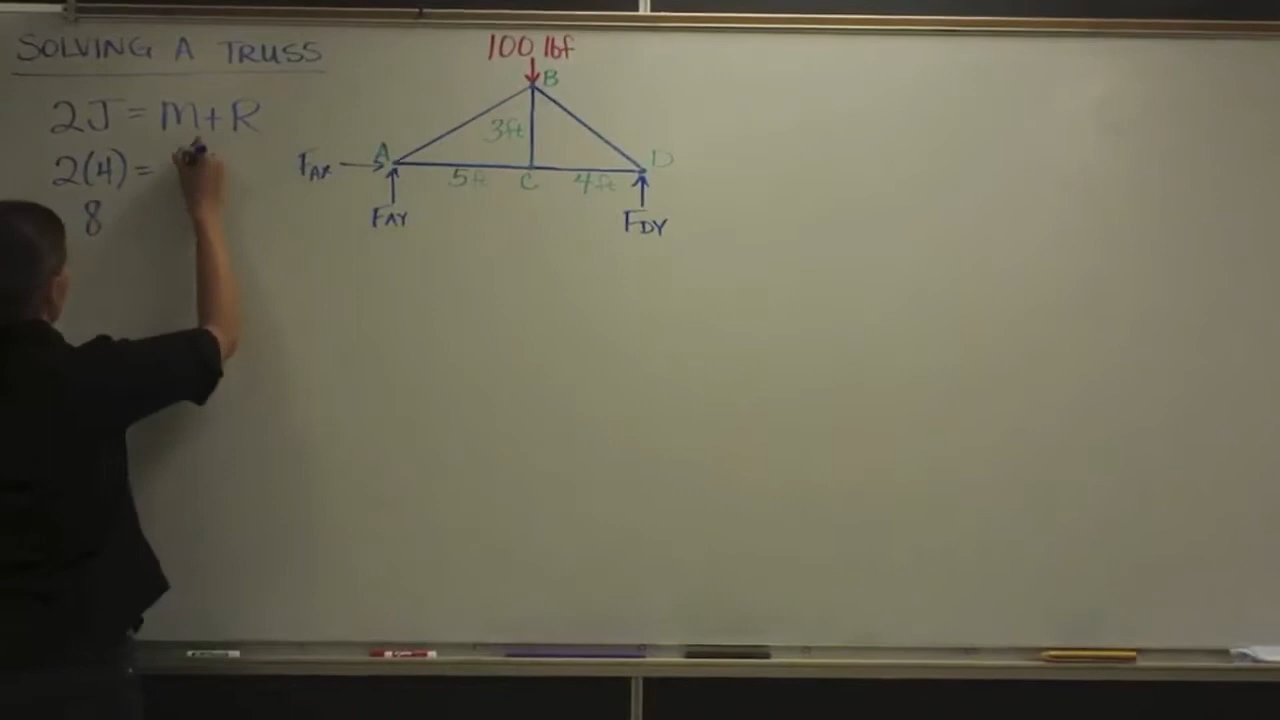 SOLVING A TRUSS
100 lbf
B
2J = M+R
3ft
2(4) =
A
D
FAX
5ft
C
4ft
8
FAY
FDY